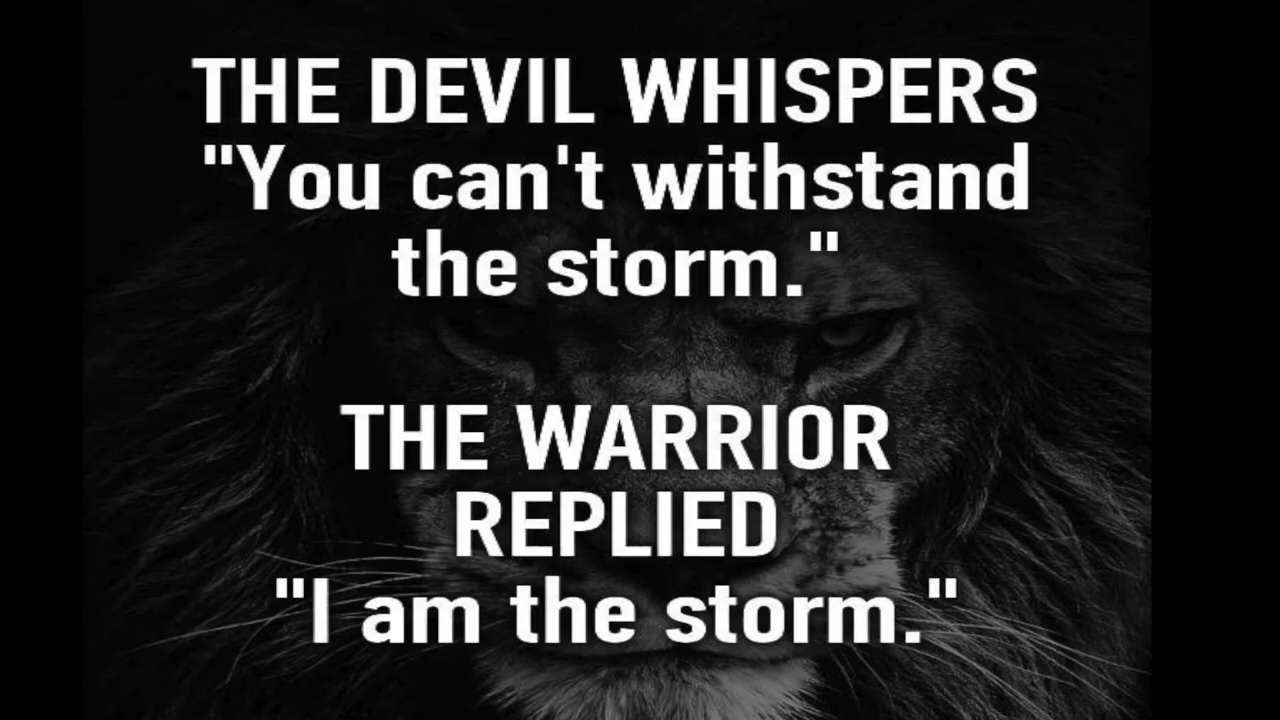 THE DEVIL WHISPERS
"You can't withstand
the storm."
THE WARRIOR
REPLIED
"I am the storm."